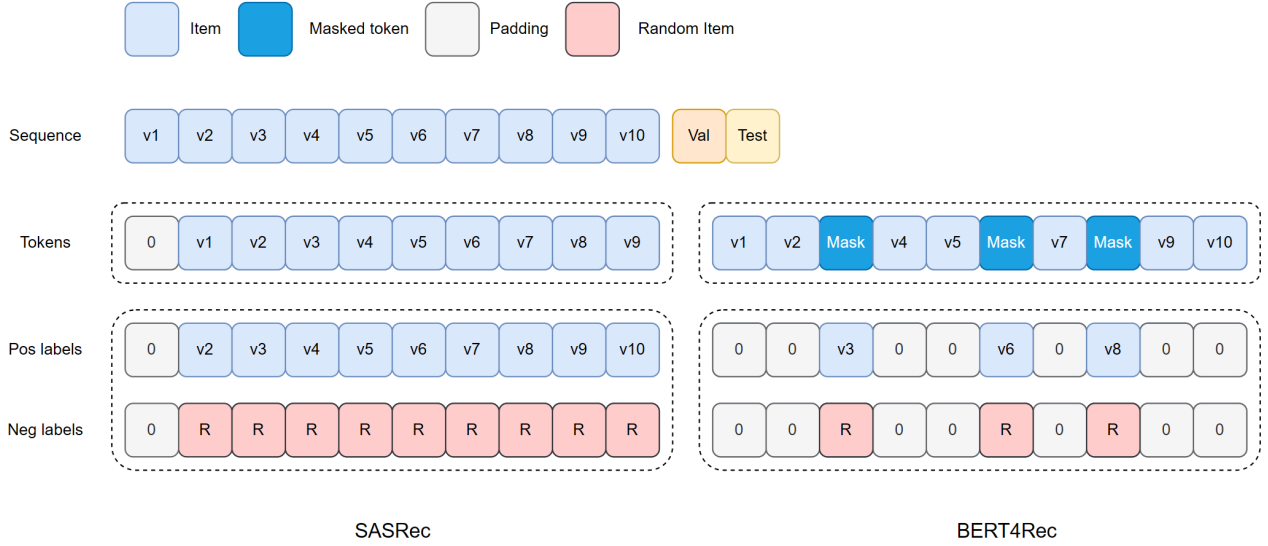 Item Masked token Padding Random Item
Sequence v1 v2 v3 v4 v5 v6 v7 v8 v9 v10 Val Test
Tokens 0 v1 v2 v3 v4 v5 v6 v7 v8 v9 v1 v2 Mask v4 v5 Mask v7 Mask v9 v10
Pos labels 0 v2 v3 v4 v5 v6 v7 v8 v9 v10 0 0 v3 0 0 v6 0 v8 0 0
Neg labels 0 R R R R R R R R R 0 0 R 0 0 R 0 R 0 0
SASRec BERT4Rec